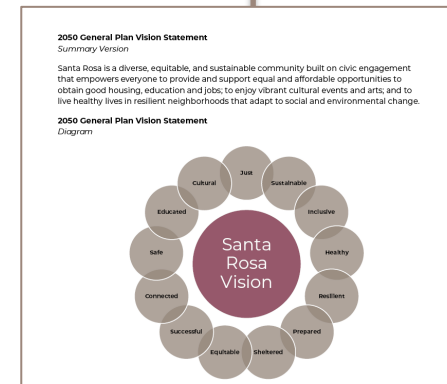 2050 General Plan Vision Statement
Summary Version
Santa Rosa is a diverse, equitable, and sustainable community built on civic engagement
that empowers everyone to provide and support equal and affordable opportunities to
obtain good housing, education and jobs; to enjoy vibrant cultural events and arts; and to
live healthy lives in resilient neighborhoods that adapt to social and environmental change.
2050 General Plan Vision Statement
Diagram
Just
Sustainable
Inclusive
Healthy
Resilient
Prepared
Sheltered
Equitable
Successful
Connected
Safe
Educated
Cultural
Santa
Rosa
Vision